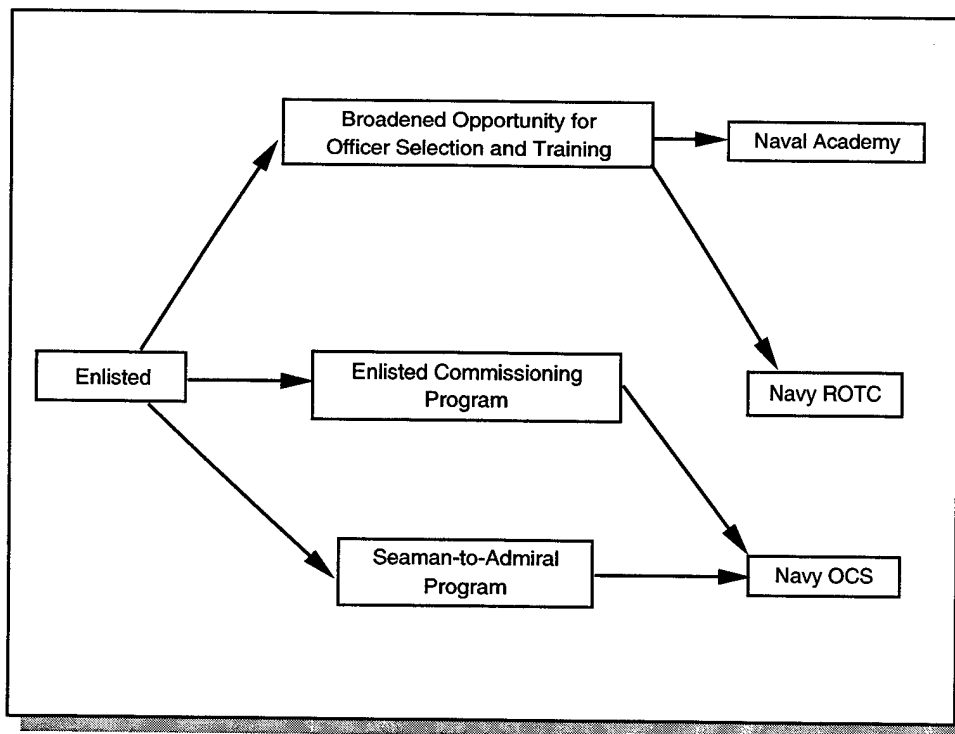 Broadened Opportunity for
Officer Selection and Training
Naval Academy
Enlisted
Enlisted Commissioning
Program
Navy ROTC
Seaman-to-Admiral
Program
Navy OCS